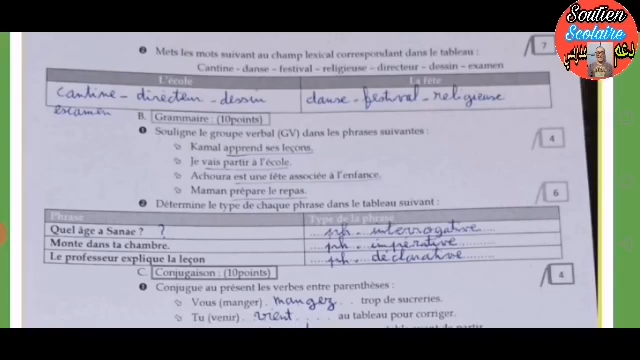 Soutien
Scolaire
❷ Mets les mots suivant au champ lexical correspondant dans le tableau :
7
Cantine - danse – festival – religieuse – directeur – dessin – examen
L'école La fête
cantine - directeur - dessin danse - festival - religieuse
examen
B. Grammaire : (10points)
❶ Souligne le groupe verbal (GV) dans les phrases suivantes :
4
Kamal apprend ses leçons.
Je vais partir à l'école.
Achoura est une fête associée à l'enfance.
Maman prépare le repas.
6
❷ Détermine le type de chaque phrase dans le tableau suivant :
Phrase Type de la phrase
Quel âge a Sanae ? ? ph. interrogative
Monte dans ta chambre. ph. impérative
Le professeur explique la leçon ph. déclarative
C. Conjugaison : (10points)
4
❶ Conjugue au présent les verbes entre parenthèses :
Vous (manger) mangez trop de sucreries.
Tu (venir) vient au tableau pour corriger.